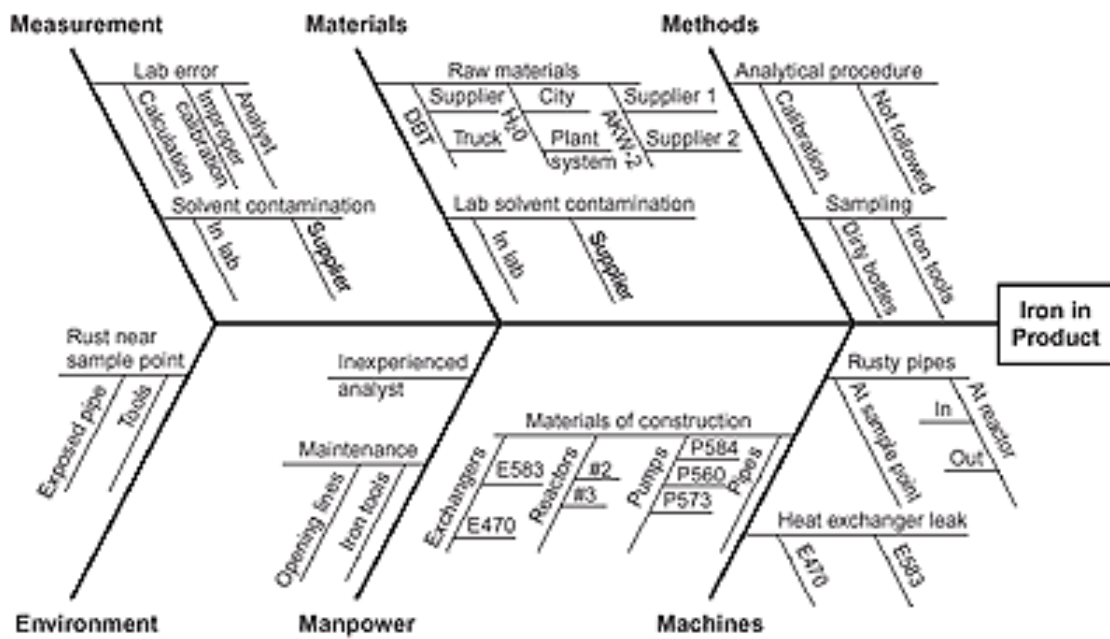 Measurement
Materials
Methods
Lab error
Calculation
Improper
calibration
Analyst
Solvent contamination
In lab
Supplier
Raw materials
DBT
Supplier
Truck
H20
City
Plant
system
AKW-2
Supplier 1
Supplier 2
Lab solvent contamination
In lab
Supplier
Analytical procedure
Calibration
Not followed
Sampling
Dirty bottles
Iron tools
Iron in
Product
Rust near
sample point
Exposed pipe
Tools
Inexperienced
analyst
Maintenance
Opening lines
Iron tools
Materials of construction
Exchangers
E583
E470
Reactors
#2
#3
Pumps
P584
P560
P573
Pipes
Rusty pipes
At sample point
At reactor
In
Out
Heat exchanger leak
E470
E583
Environment
Manpower
Machines